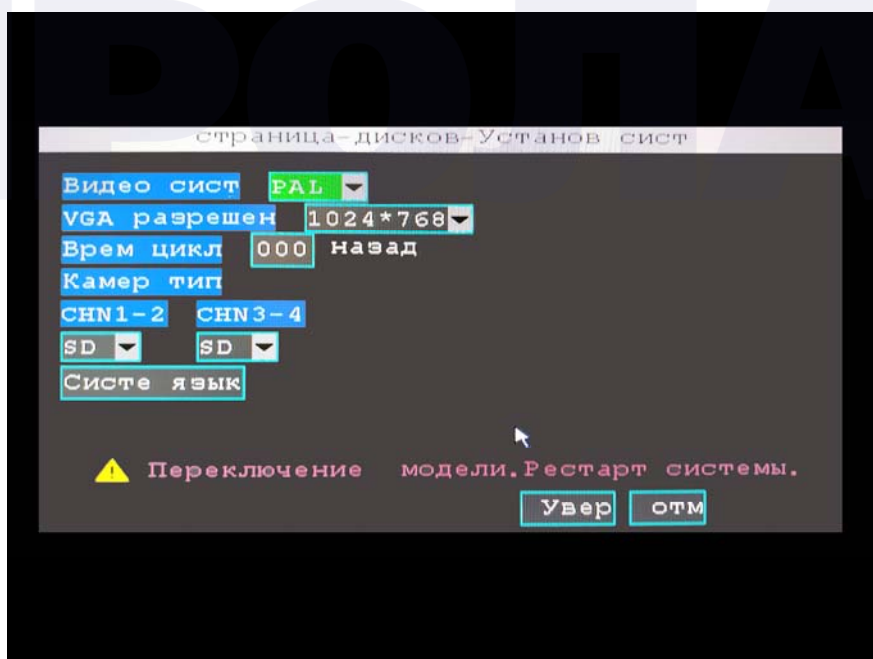 РОПА
страница-дисков-Установ сист
Видео сист PAL
VGA разрешен 1024*768
Врем цикл 000 назад
Камер тип
CHN1-2 CHN3-4
SD SD
Систе язык
Переключение модели.Рестарт системы.
Увер отм